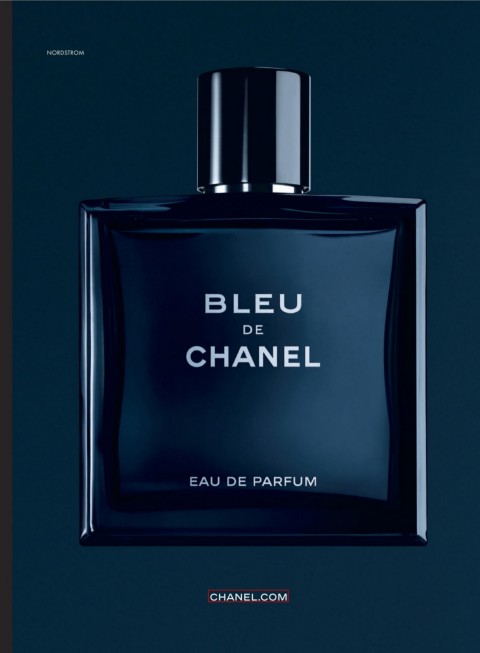 NORDSTROM
BLEU
DE
CHANEL
EAU DE PARFUM
CHANEL.COM